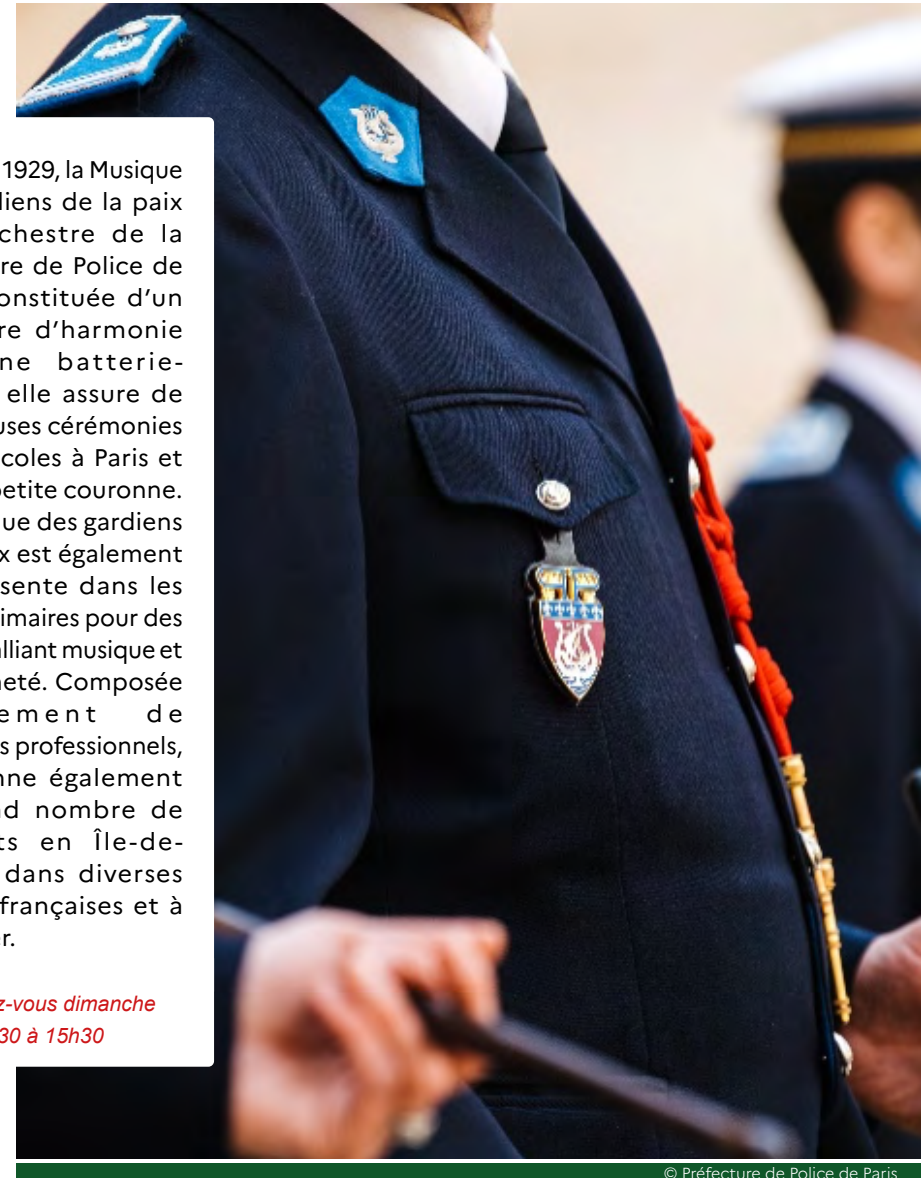 1929, la Musique
diens de la paix
chestre de la
re de Police de
onstituée d'un
re d'harmonie
ne batterie-
elle assure de
uses cérémonies
coles à Paris et
petite couronne.
ue des gardiens
x est également
sente dans les
imaires pour des
lliant musique et
neté. Composée
ement de
s professionnels,
nne également
nd nombre de
ts en Île-de-
dans diverses
françaises et à
er.
z-vous dimanche
30 à 15h30
© Préfecture de Police de Paris